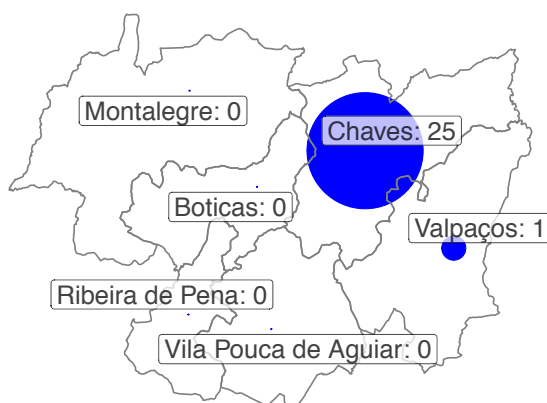 Montalegre: 0
Chaves: 25
Boticas: 0
Valpaços: 1
Ribeira de Pena: 0
Vila Pouca de Aguiar: 0